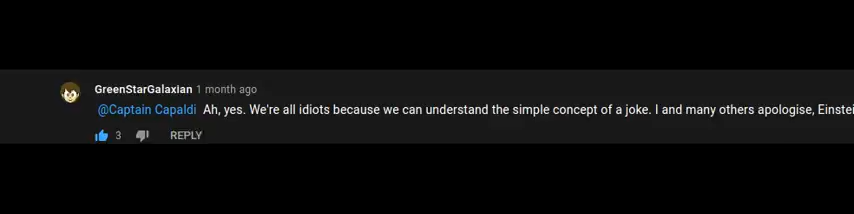 GreenStarGalaxian 1 month ago
@Captain Capaldi Ah, yes. We're all idiots because we can understand the simple concept of a joke. I and many others apologise, Einstei
3 REPLY